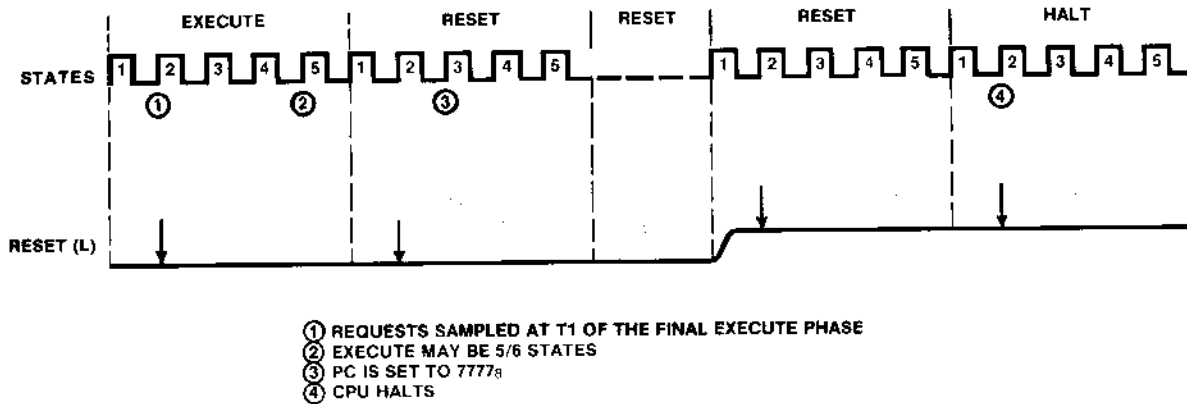 EXECUTE RESET RESET RESET HALT
STATES 1 2 3 4 5 1 2 3 4 5 1 2 3 4 5 1 2 3 4 5
① ② ③ ④
RESET (L)
① REQUESTS SAMPLED AT T1 OF THE FINAL EXECUTE PHASE
② EXECUTE MAY BE 5/6 STATES
③ PC IS SET TO 7777₈
④ CPU HALTS